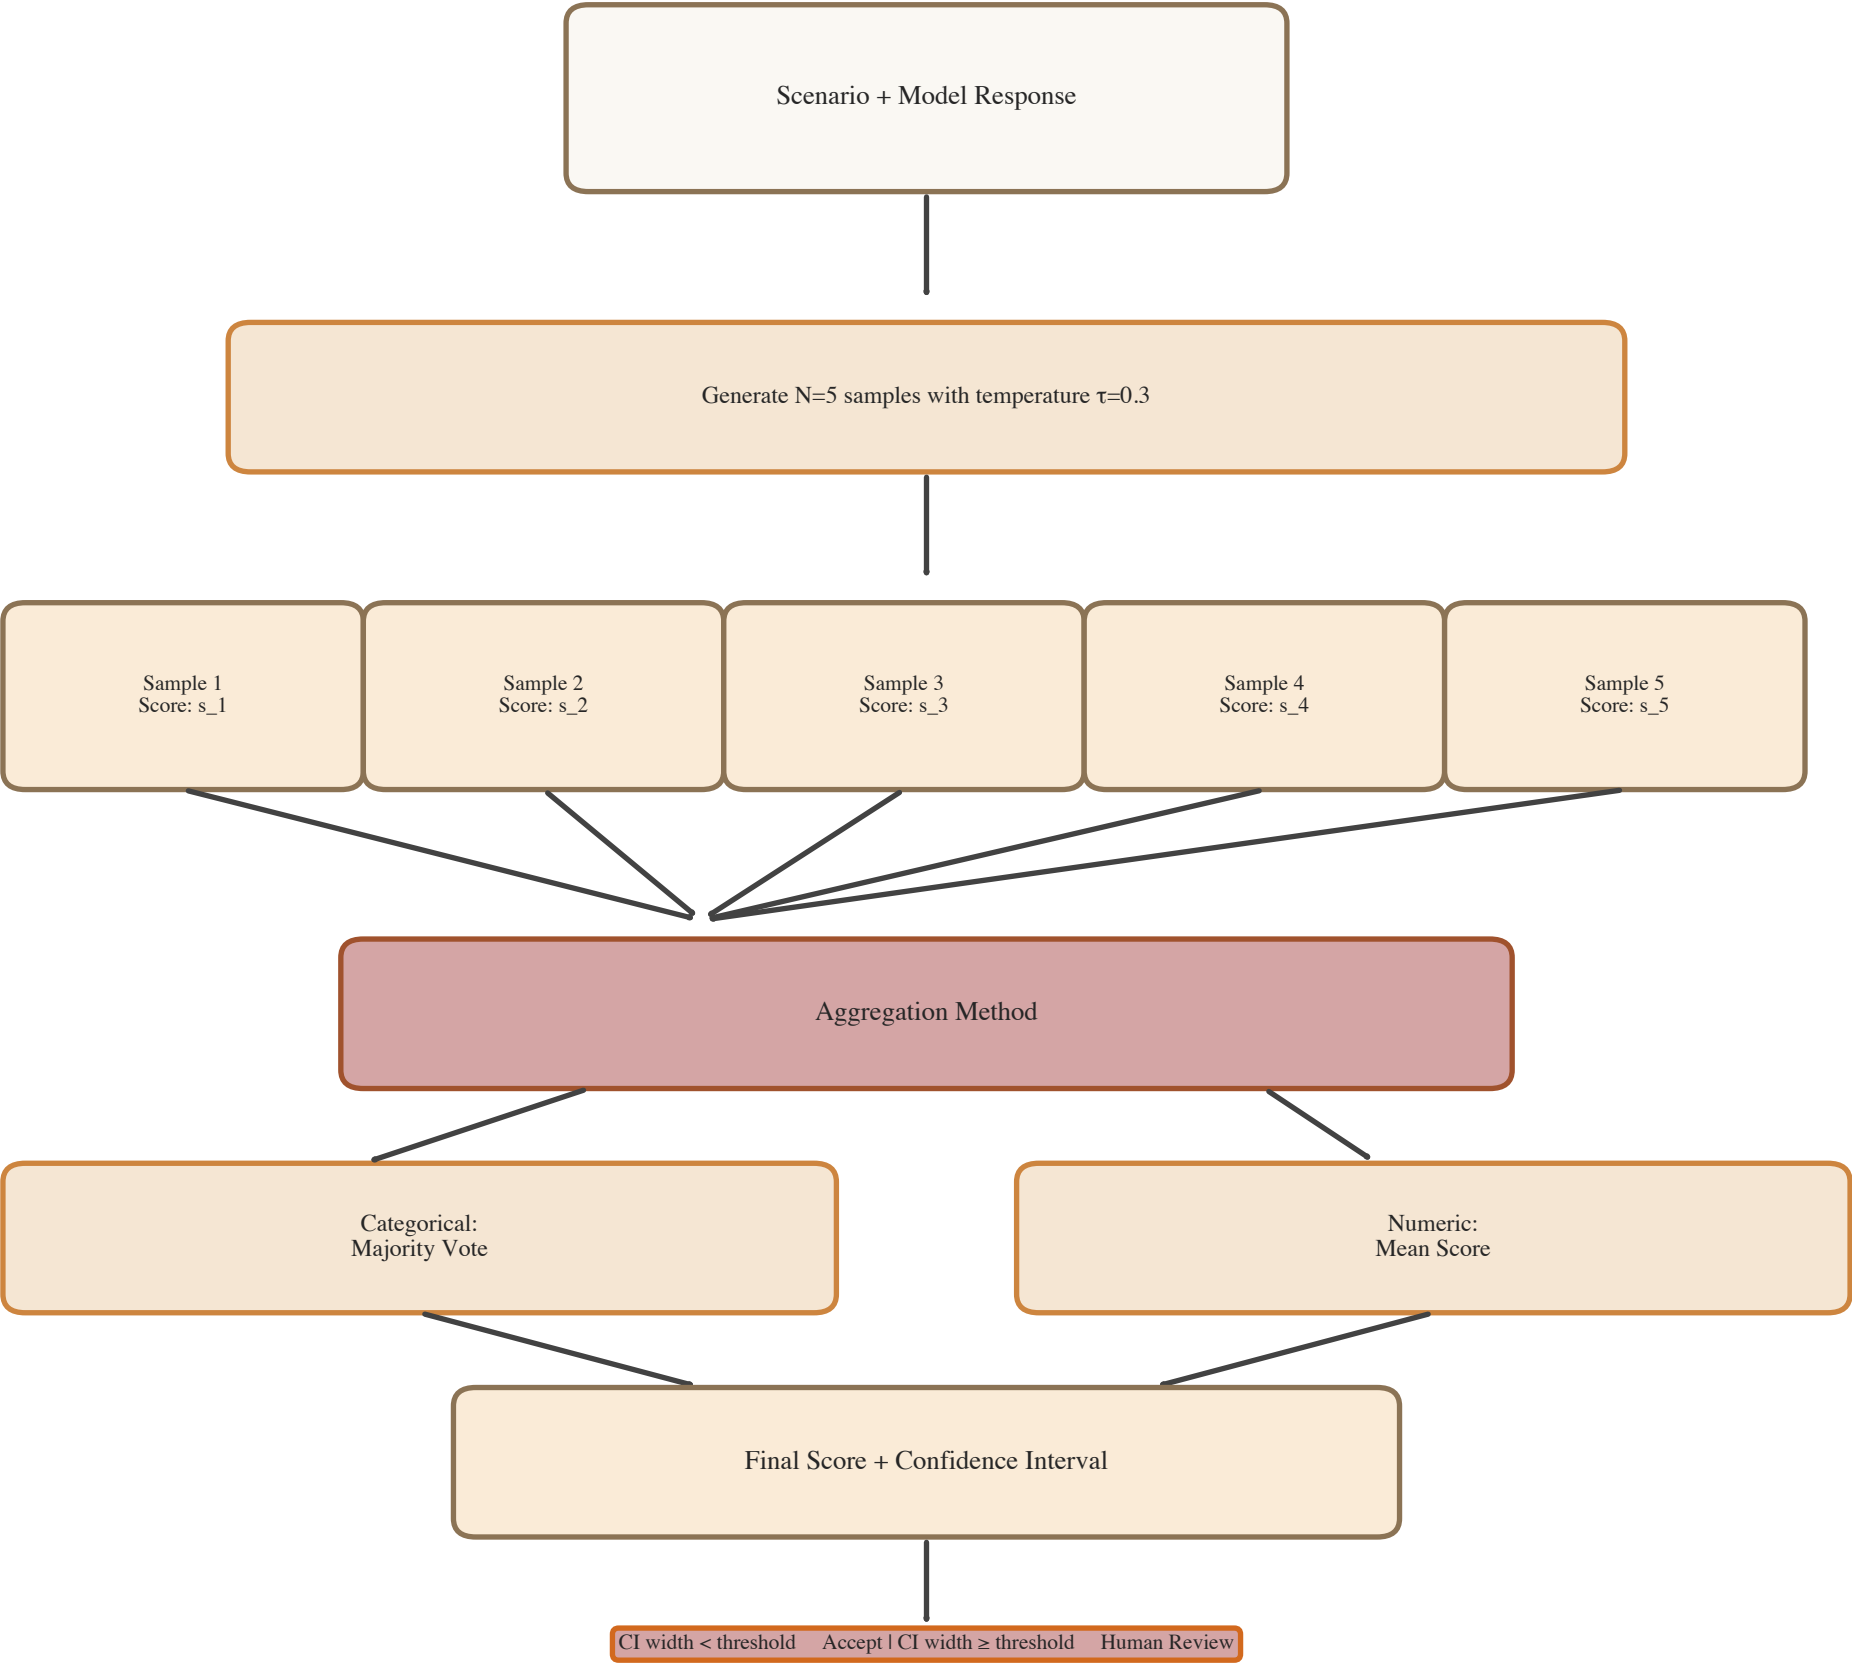 Scenario + Model Response
Generate N=5 samples with temperature τ=0.3
Sample 1
Score: s_1
Sample 2
Score: s_2
Sample 3
Score: s_3
Sample 4
Score: s_4
Sample 5
Score: s_5
Aggregation Method
Categorical:
Majority Vote
Numeric:
Mean Score
Final Score + Confidence Interval
CI width < threshold Accept | CI width ≥ threshold Human Review